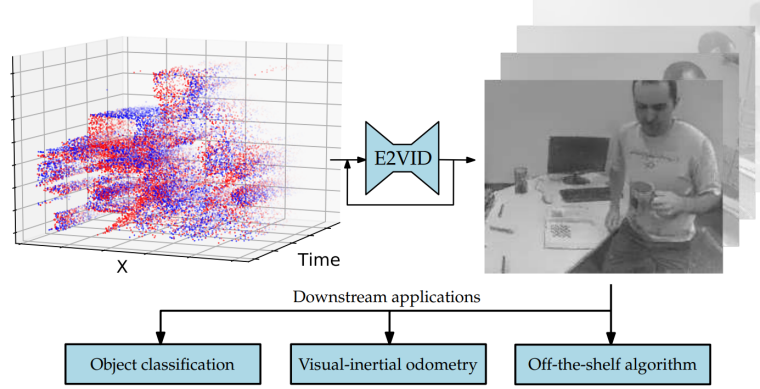 E2VID
X
Time
Downstream applications
Object classification
Visual-inertial odometry
Off-the-shelf algorithm